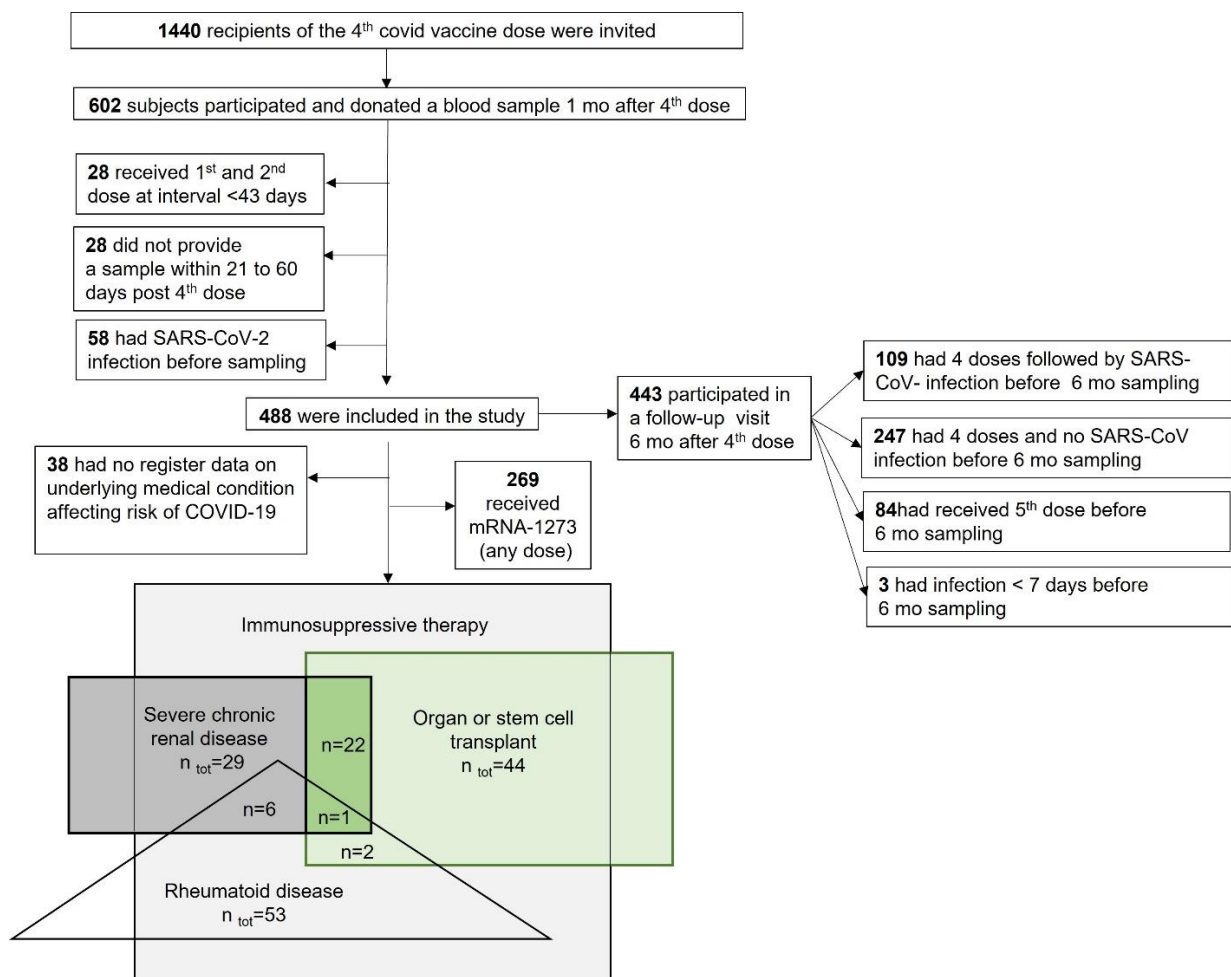 1440 recipients of the 4th covid vaccine dose were invited
602 subjects participated and donated a blood sample 1 mo after 4th dose
28 received 1st and 2nd
dose at interval <43 days
28 did not provide
a sample within 21 to 60
days post 4th dose
58 had SARS-CoV-2
infection before sampling
488 were included in the study
443 participated in
a follow-up visit
6 mo after 4th dose
109 had 4 doses followed by SARS-
CoV- infection before 6 mo sampling
247 had 4 doses and no SARS-CoV
infection before 6 mo sampling
84had received 5th dose before
6 mo sampling
3 had infection < 7 days before
6 mo sampling
38 had no register data on
underlying medical condition
affecting risk of COVID-19
269
received
mRNA-1273
(any dose)
Immunosuppressive therapy
Severe chronic
renal disease
n tot=29
n=22
Organ or stem cell
transplant
n tot=44
n=6
n=1
n=2
Rheumatoid disease
n tot=53